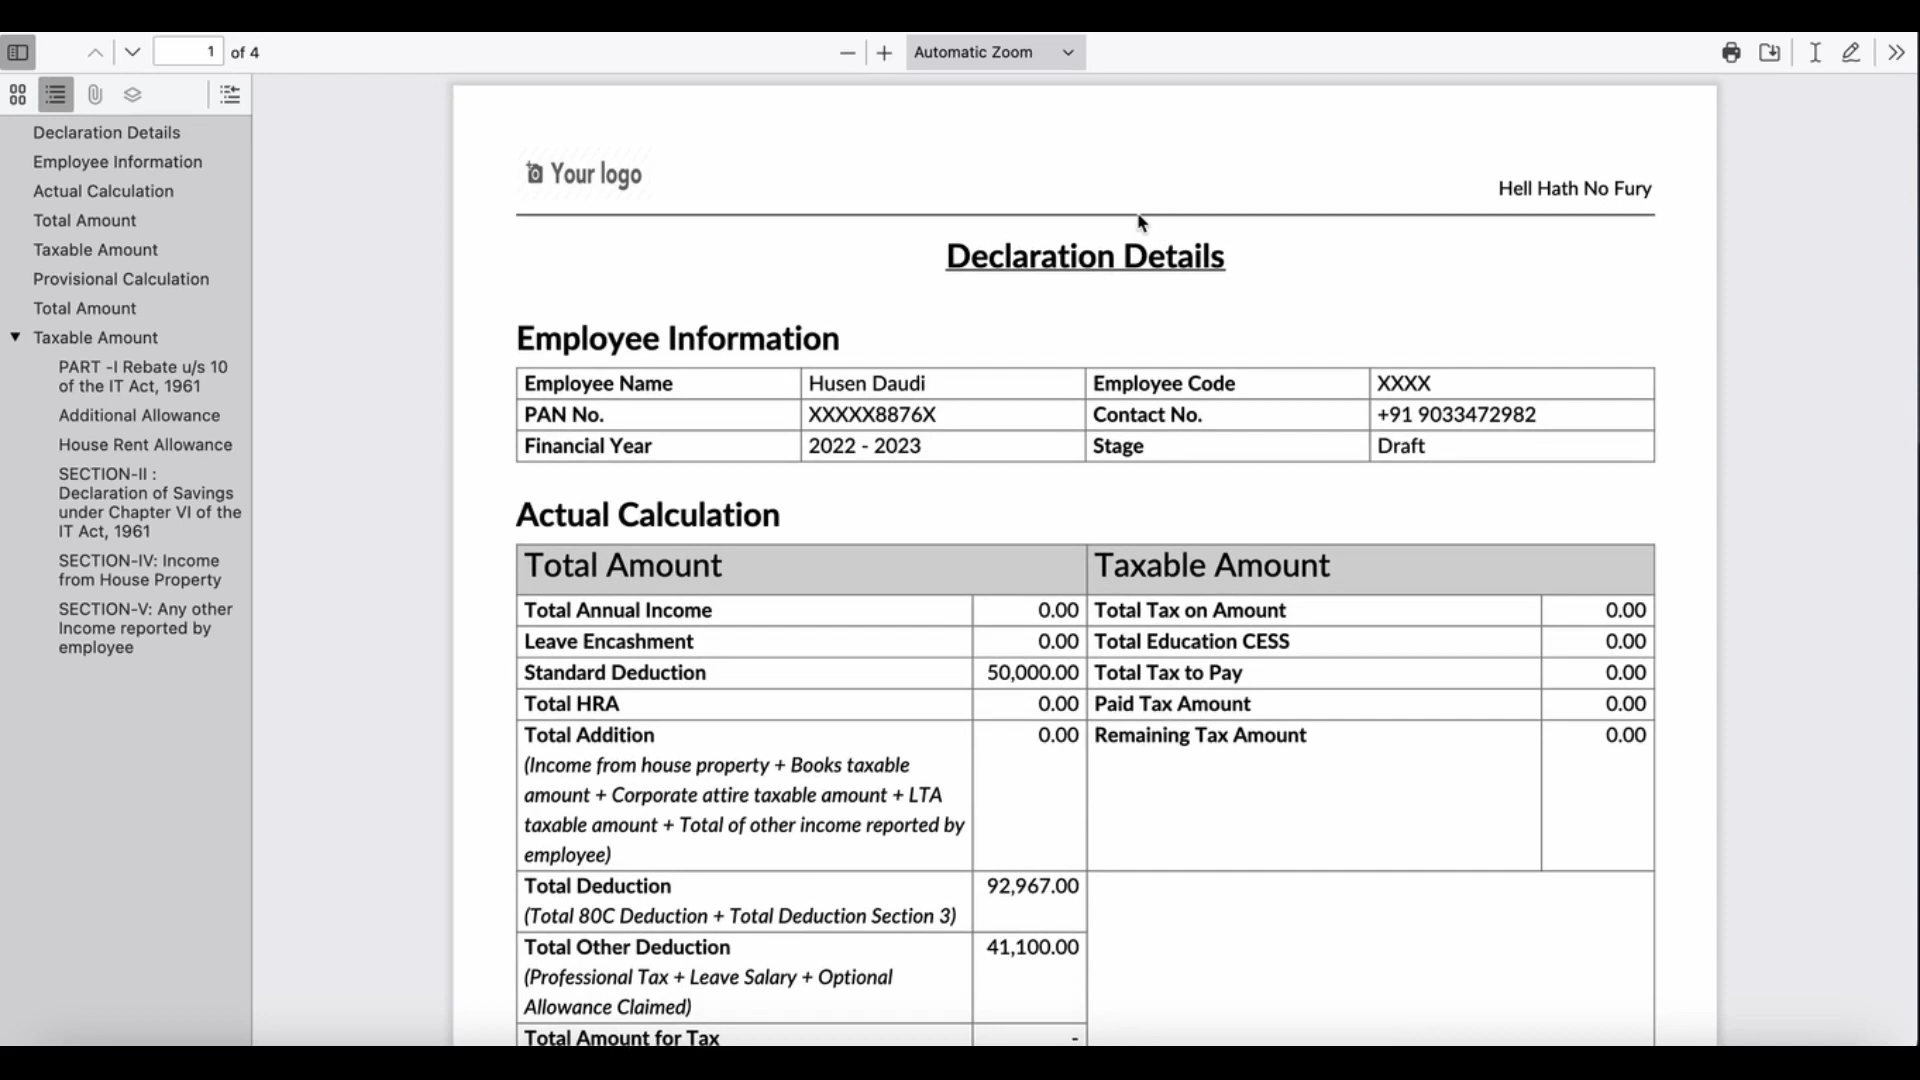 1 of 4
Automatic Zoom
Declaration Details
Employee Information
Actual Calculation
Total Amount
Taxable Amount
Provisional Calculation
Total Amount
Taxable Amount
PART -I Rebate u/s 10
of the IT Act, 1961
Additional Allowance
House Rent Allowance
SECTION-II :
Declaration of Savings
under Chapter VI of the
IT Act, 1961
SECTION-IV: Income
from House Property
SECTION-V: Any other
Income reported by
employee
Your logo
Hell Hath No Fury
Declaration Details
Employee Information
Employee Name Husen Daudi Employee Code XXXX
PAN No. XXXXX8876X Contact No. +91 9033472982
Financial Year 2022 - 2023 Stage Draft
Actual Calculation
Total Amount Taxable Amount
Total Annual Income 0.00 Total Tax on Amount 0.00
Leave Encashment 0.00 Total Education CESS 0.00
Standard Deduction 50,000.00 Total Tax to Pay 0.00
Total HRA 0.00 Paid Tax Amount 0.00
Total Addition 0.00 Remaining Tax Amount 0.00
(Income from house property + Books taxable
amount + Corporate attire taxable amount + LTA
taxable amount + Total of other income reported by
employee)
Total Deduction 92,967.00
(Total 80C Deduction + Total Deduction Section 3)
Total Other Deduction 41,100.00
(Professional Tax + Leave Salary + Optional
Allowance Claimed)
Total Amount for Tax -